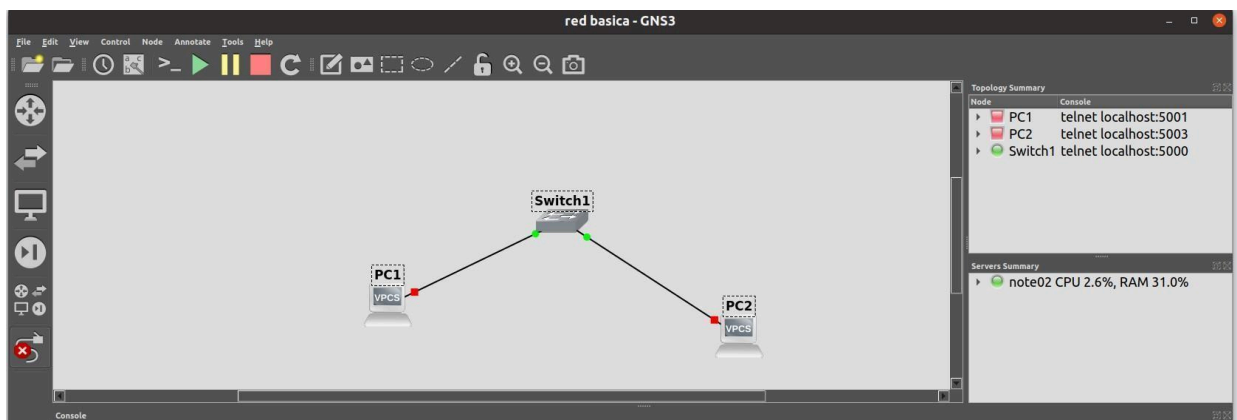 red basica - GNS3
File Edit View Control Node Annotate Tools Help
Topology Summary
Node Console
PC1 telnet localhost:5001
PC2 telnet localhost:5003
Switch1 telnet localhost:5000
Switch1
PC1
VPCS
PC2
VPCS
Servers Summary
note02 CPU 2.6%, RAM 31.0%
Console